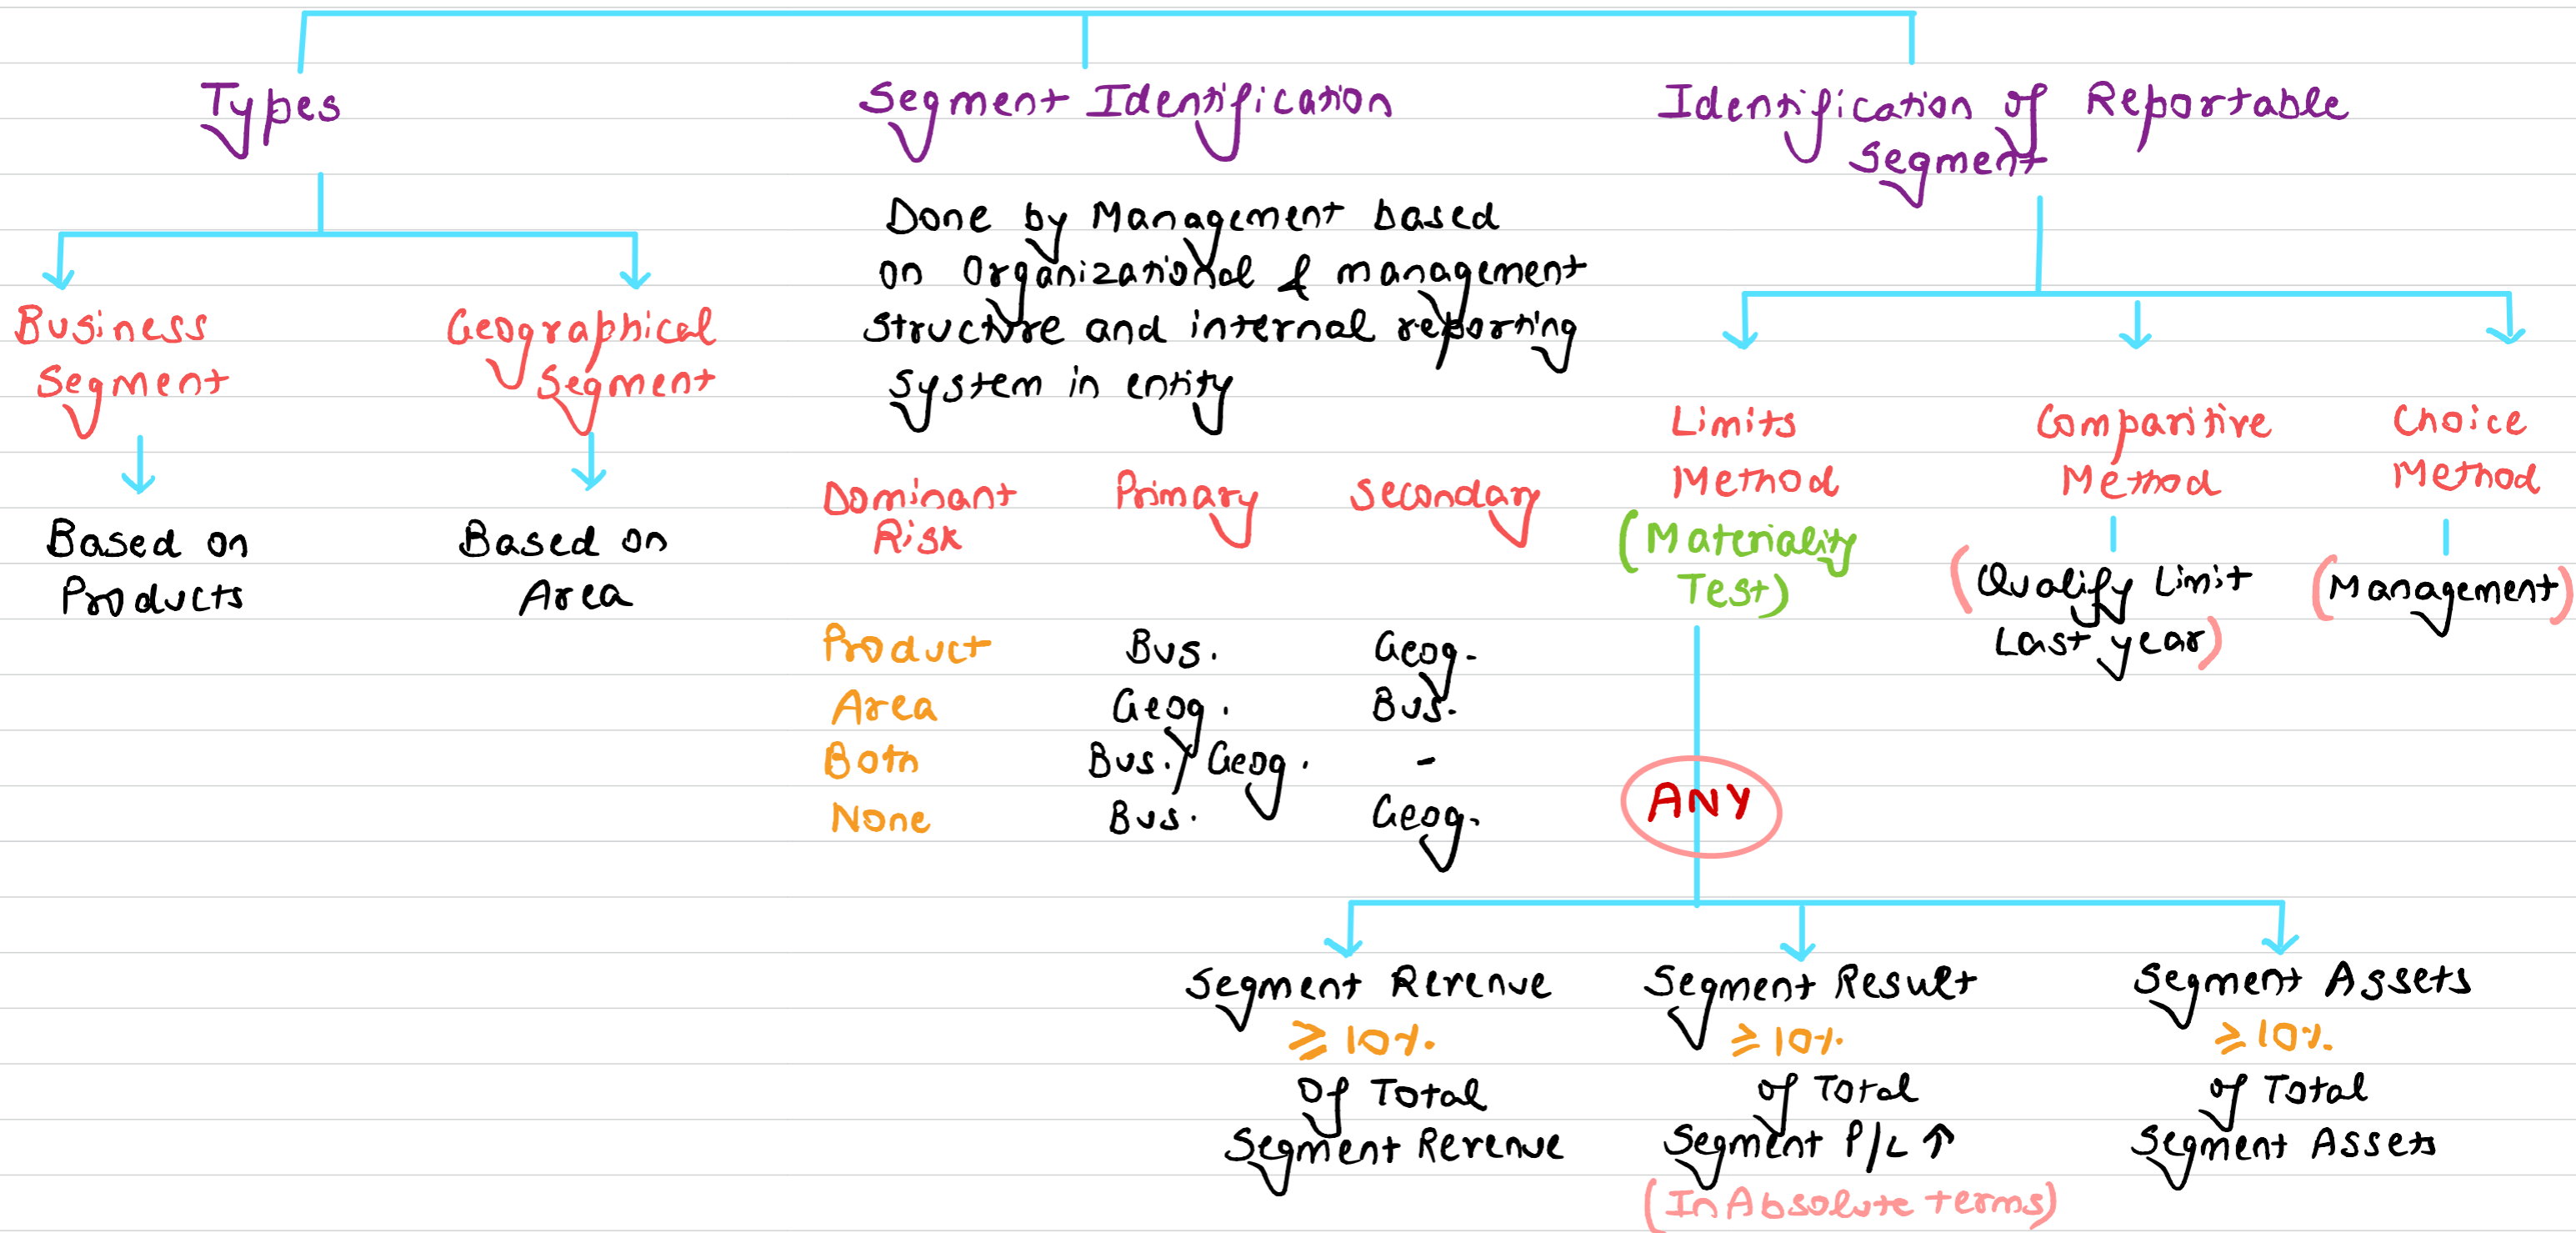 Types
Segment Identification
Identification of Reportable
Segment
Business
Segment
Based on
Products
Geographical
Segment
Based on
Area
Done by Management based
on Organizational & management
structure and internal reporting
system in entity
Dominant Risk Primary Secondary
Product Bus. Geog.
Area Geog. Bus.
Both Bus./Geog. -
None Bus. Geog.
Limits
Method
(Materiality
Test)
Comparitive
Method
(Qualify Limit
Last year)
Choice
Method
(Management)
ANY
Segment Revenue
≥ 10%
Of Total
Segment Revenue
Segment Result
≥ 10%
of Total
Segment P/L ↑
(In Absolute terms)
Segment Assets
≥ 10%
of Total
Segment Assets